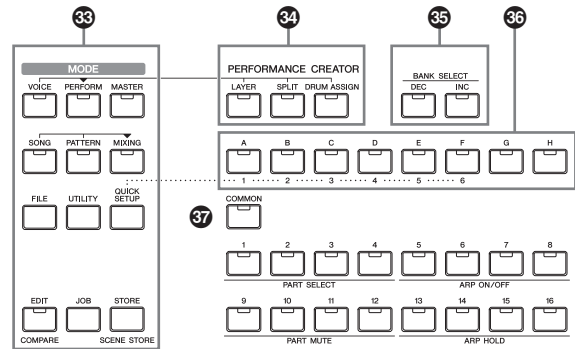 33 34 35 36
MODE PERFORMANCE CREATOR BANK SELECT
VOICE PERFORM MASTER LAYER SPLIT DRUM ASSIGN DEC INC
SONG PATTERN MIXING A B C D E F G H
1 2 3 4 5 6
FILE UTILITY QUICK SETUP
37 COMMON
1 2 3 4 5 6 7 8
PART SELECT ARP ON/OFF
EDIT JOB STORE 9 10 11 12 13 14 15 16
COMPARE SCENE STORE PART MUTE ARP HOLD